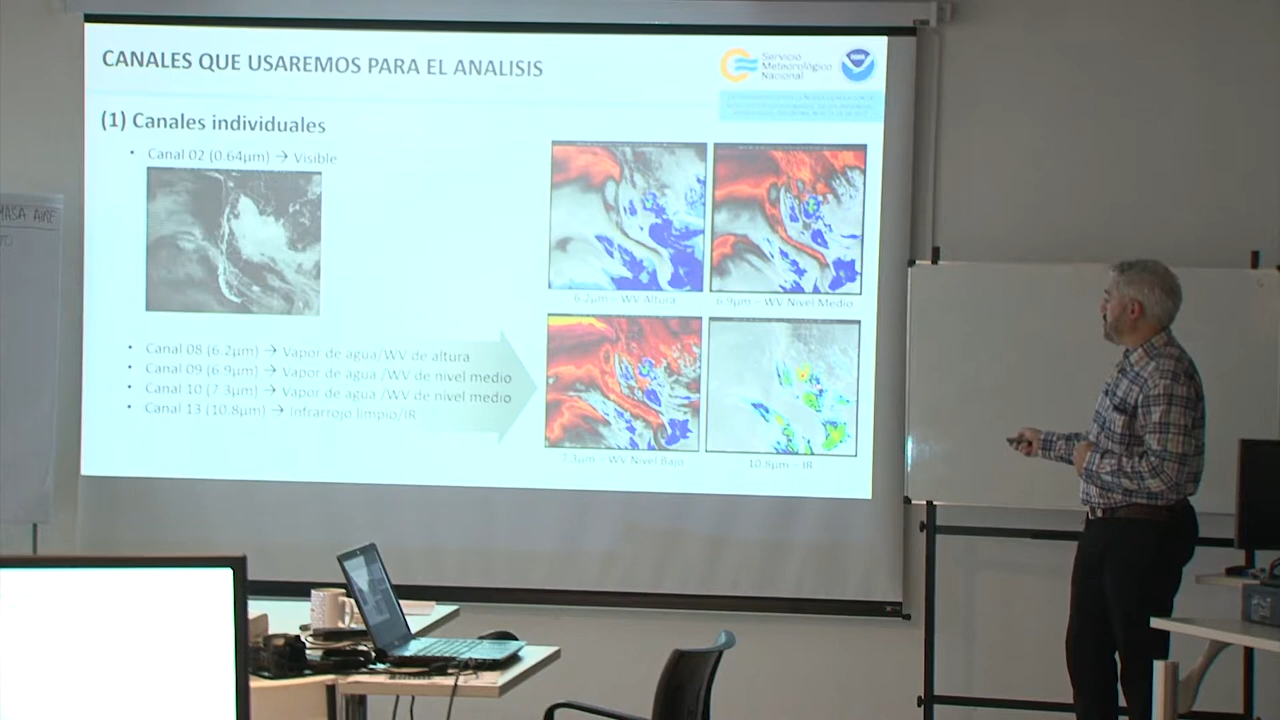 CANALES QUE USAREMOS PARA EL ANALISIS
Servicio
Meteorológico
Nacional
(1) Canales individuales
• Canal 02 (0.64µm) → Visible
MASA AIRE
6.2µm – WV Altura
6.9µm – WV Nivel Medio
• Canal 08 (6.2µm) → Vapor de agua/WV de altura
• Canal 09 (6.9µm) → Vapor de agua /WV de nivel medio
• Canal 10 (7.3µm) → Vapor de agua /WV de nivel medio
• Canal 13 (10.8µm) → Infrarrojo limpio/IR
7.3µm – WV Nivel Bajo
10.8µm – IR